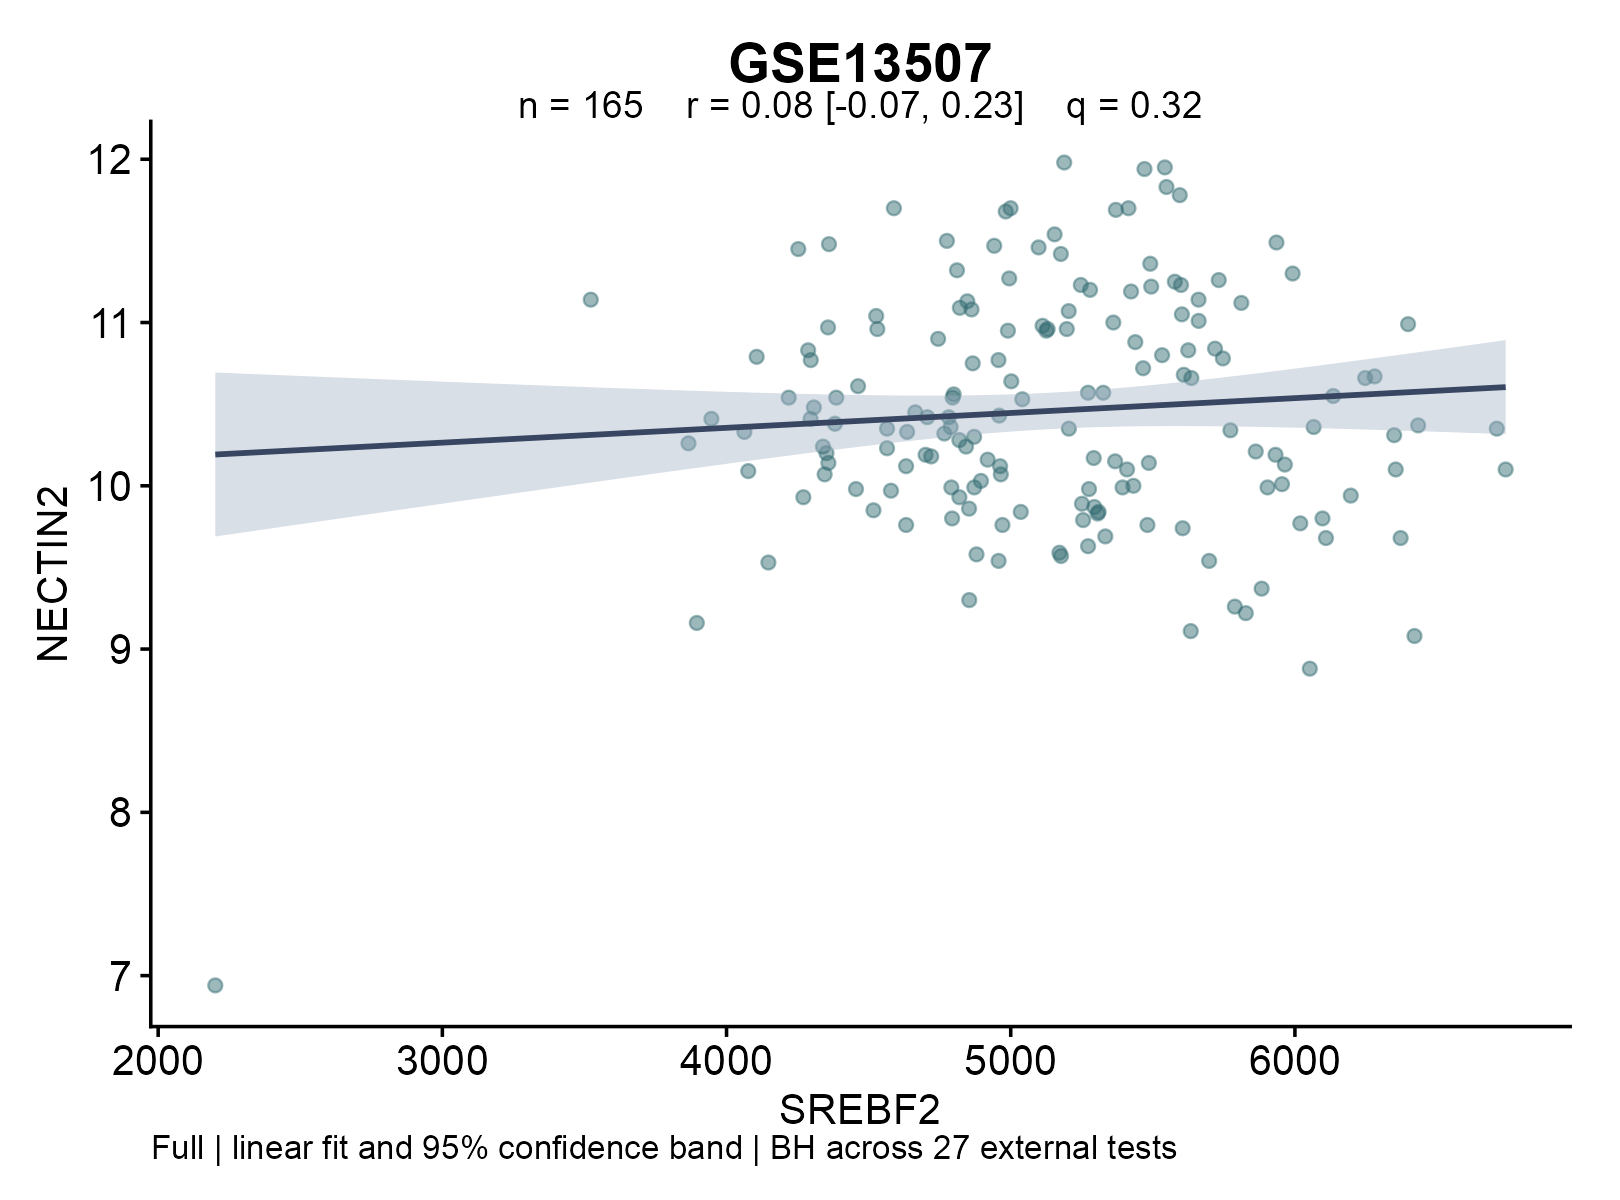 GSE13507
n = 165 r = 0.08 [-0.07, 0.23] q = 0.32
12
11
10
9
8
7
NECTIN2
2000 3000 4000 5000 6000
SREBF2
Full | linear fit and 95% confidence band | BH across 27 external tests